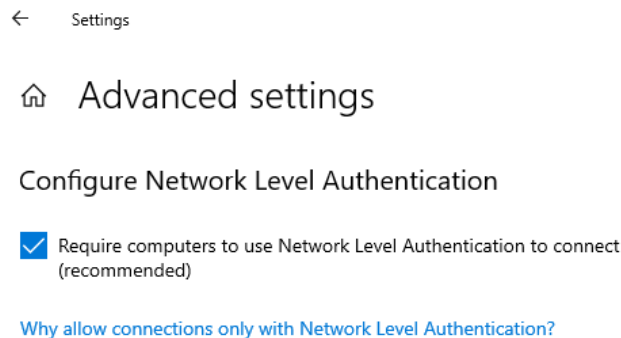 Settings
Advanced settings
Configure Network Level Authentication
Require computers to use Network Level Authentication to connect
(recommended)
Why allow connections only with Network Level Authentication?